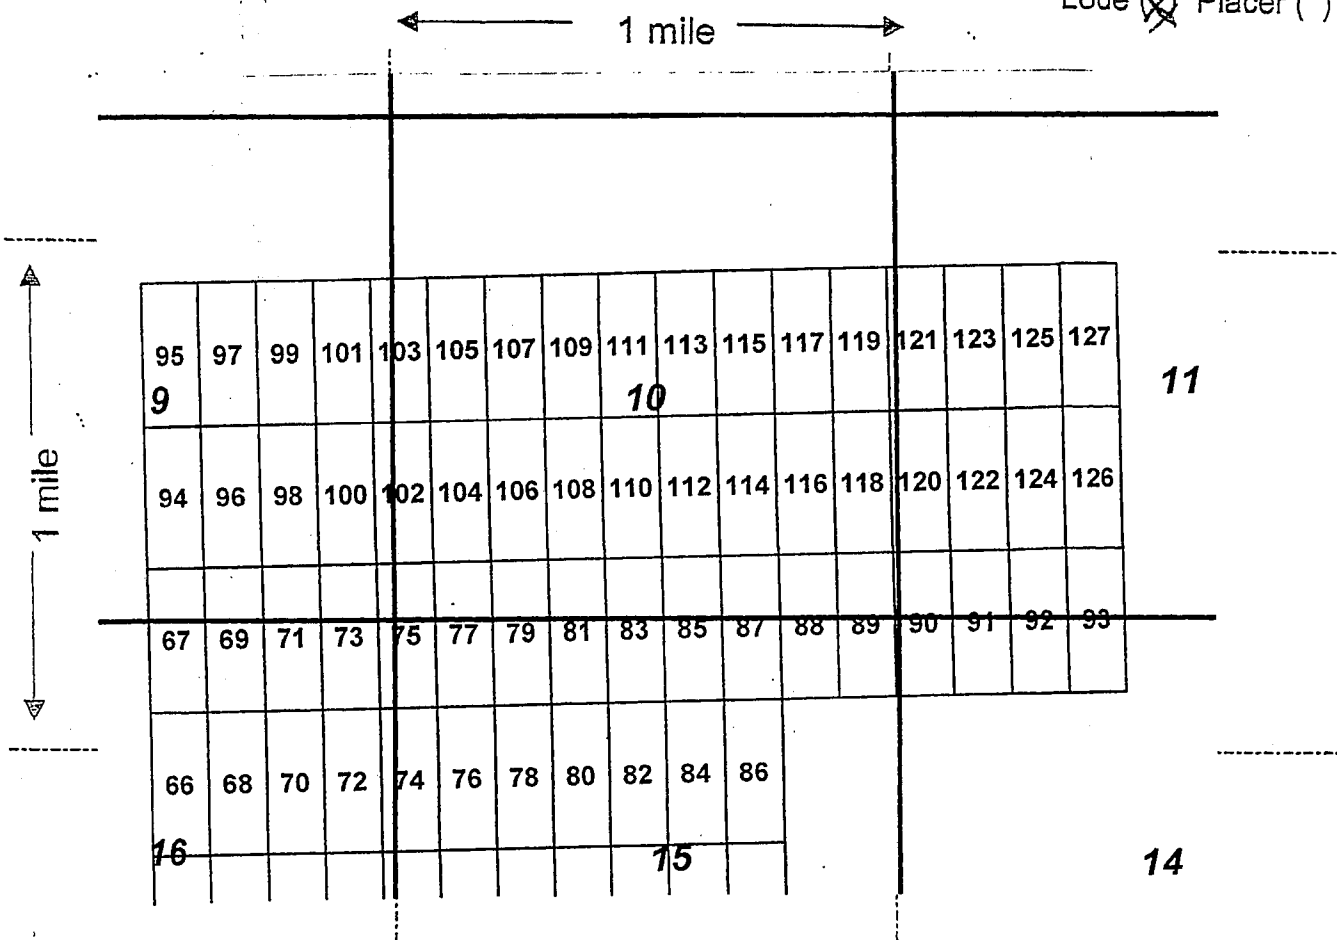 Lode (X) Placer ( )
1 mile
95 97 99 101 103 105 107 109 111 113 115 117 119 121 123 125 127
9 10 11
1 mile
94 96 98 100 102 104 106 108 110 112 114 116 118 120 122 124 126
67 69 71 73 75 77 79 81 83 85 87 88 89 90 91 92 93
66 68 70 72 74 76 78 80 82 84 86
16 15 14